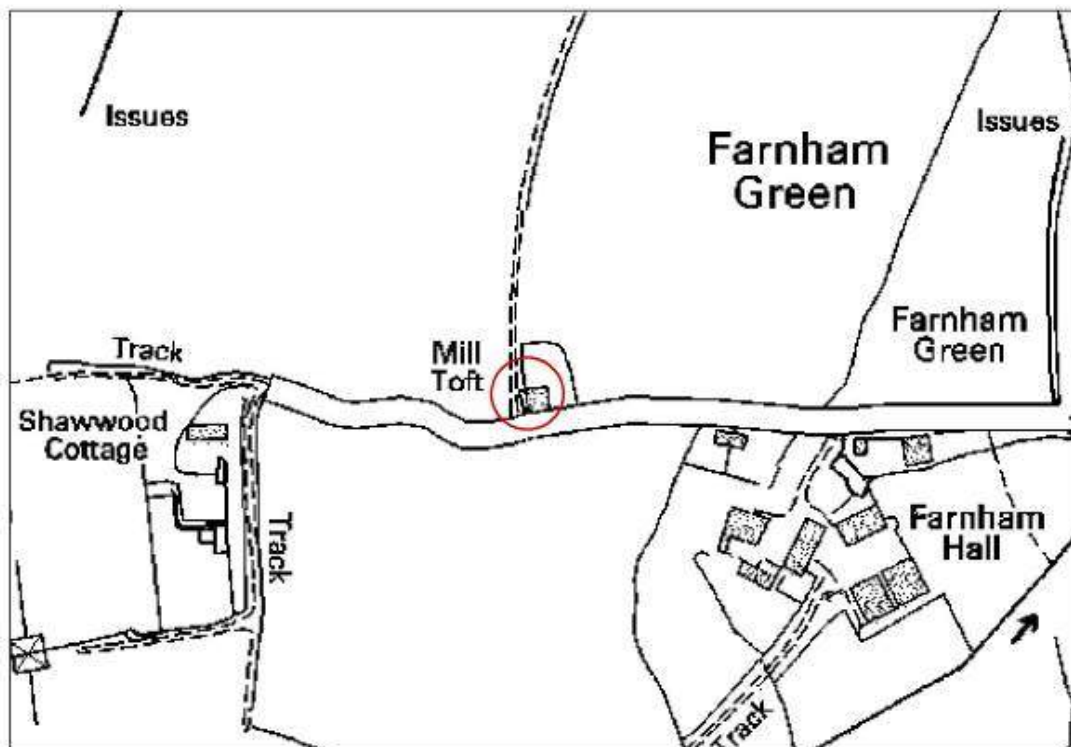 Issues
Farnham
Green
Issues
Farnham
Green
Track
Mill
Toft
Shawwood
Cottage
Track
Farnham
Hall
Track